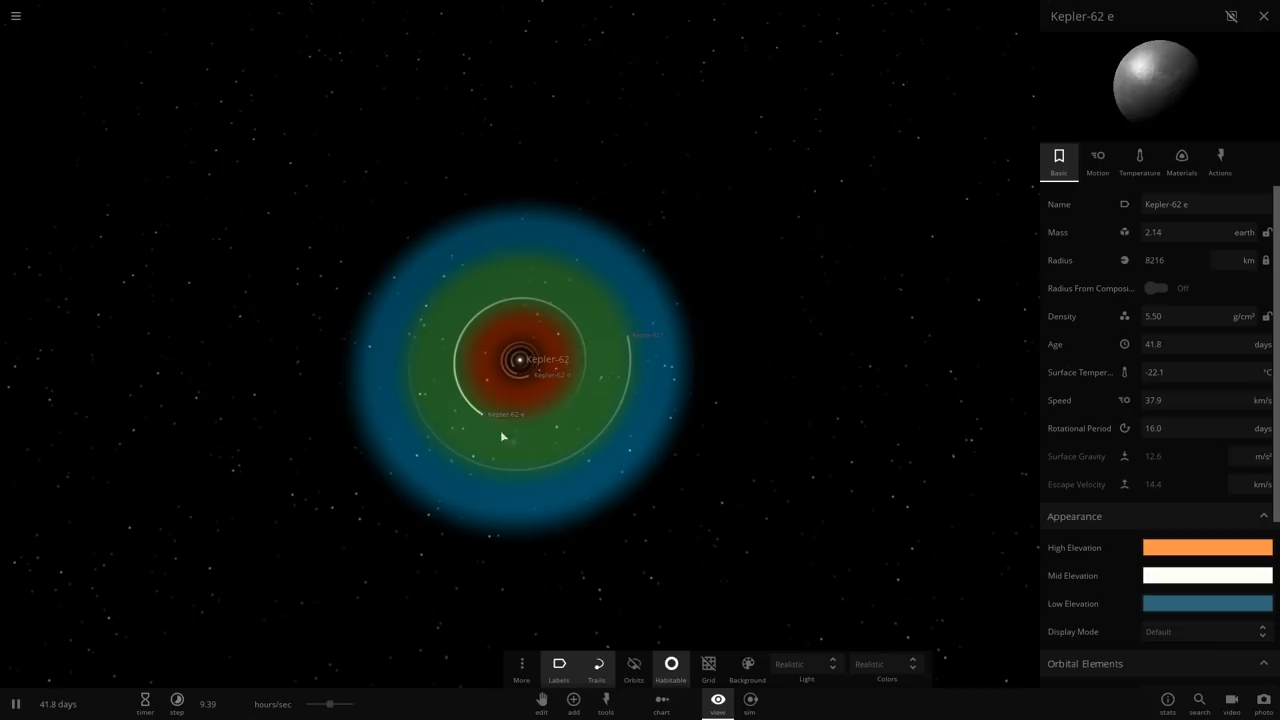 Kepler-62 e
Basic
Motion
Temperature
Materials
Actions
Name
Kepler-62 e
Mass
2.14
earth
Radius
8216
km
Radius From Composi...
Off
Density
5.50
g/cm³
Age
41.8
days
Surface Temper...
-22.1
°C
Speed
37.9
km/s
Rotational Period
16.0
days
Surface Gravity
12.6
m/s²
Escape Velocity
14.4
km/s
Appearance
High Elevation
Mid Elevation
Low Elevation
Display Mode
Default
Orbital Elements
Kepler-62
Kepler-62 e
More
Labels
Trails
Orbits
Habitable
Grid
Background
Realistic
Light
Realistic
Colors
41.8 days
timer
step
9.39
hours/sec
edit
add
tools
chart
view
sim
stats
search
video
photo